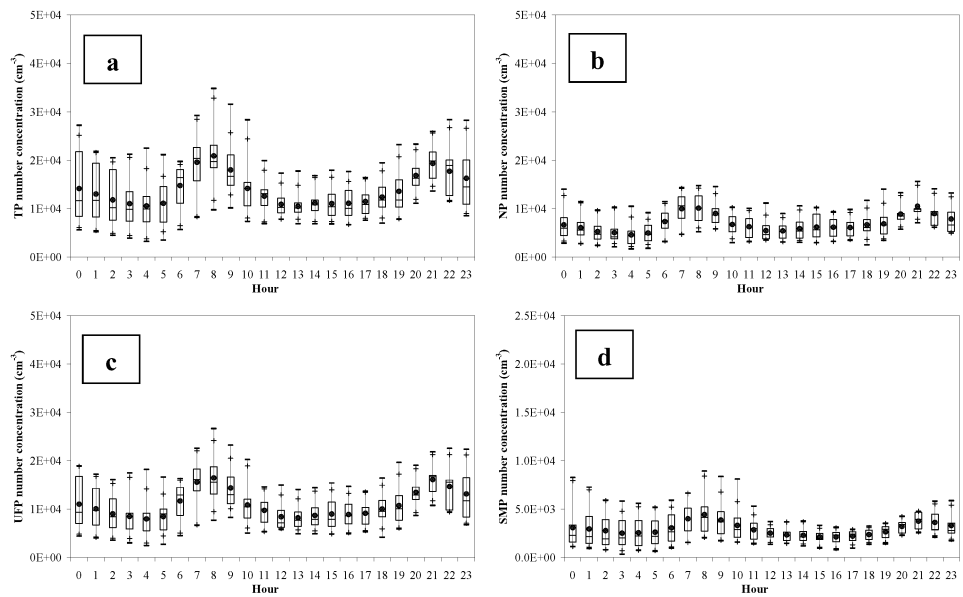 5E+04
4E+04
3E+04
2E+04
1E+04
0E+00
TP number concentration (cm-3)
a
0 1 2 3 4 5 6 7 8 9 10 11 12 13 14 15 16 17 18 19 20 21 22 23
Hour
5E+04
4E+04
3E+04
2E+04
1E+04
0E+00
NP number concentration (cm-3)
b
0 1 2 3 4 5 6 7 8 9 10 11 12 13 14 15 16 17 18 19 20 21 22 23
Hour
5E+04
4E+04
3E+04
2E+04
1E+04
0E+00
UFP number concentration (cm-3)
c
0 1 2 3 4 5 6 7 8 9 10 11 12 13 14 15 16 17 18 19 20 21 22 23
Hour
2.5E+04
2.0E+04
1.5E+04
1.0E+04
5.0E+03
0.0E+00
SMP number concentration (cm-3)
d
0 1 2 3 4 5 6 7 8 9 10 11 12 13 14 15 16 17 18 19 20 21 22 23
Hour